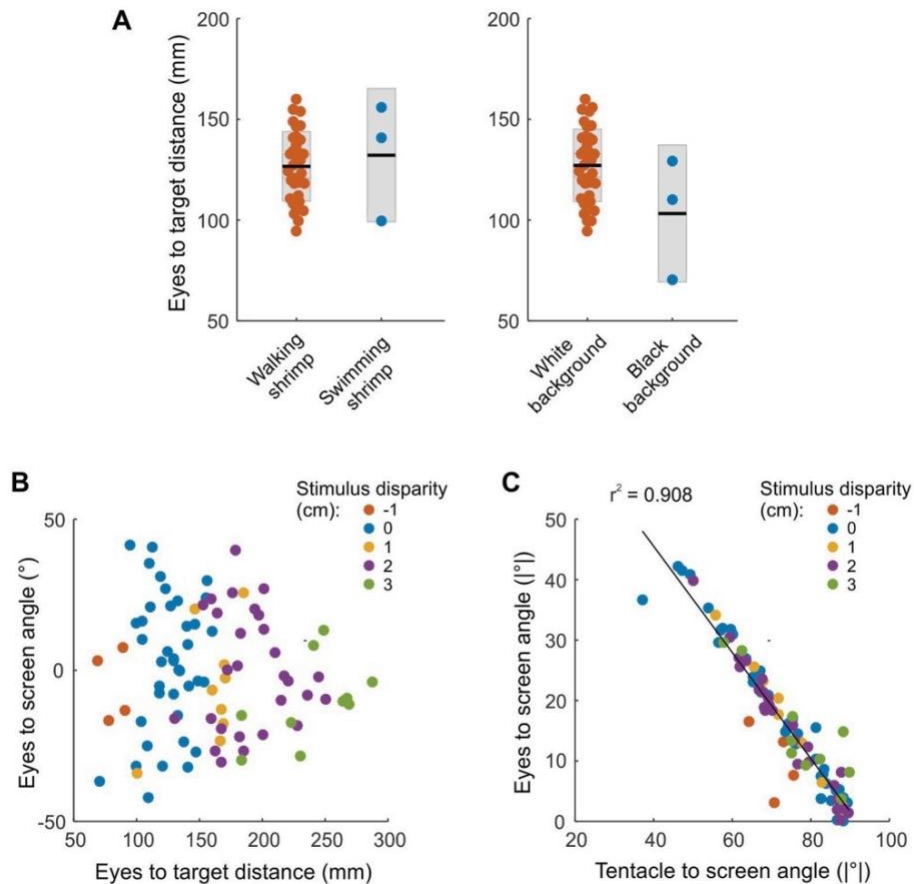 A
Eyes to target distance (mm)
200
150
100
50
Walking
shrimp
Swimming
shrimp
200
150
100
50
White
background
Black
background
B
Stimulus disparity
(cm):
-1
0
1
2
3
Eyes to screen angle (°)
50
0
-50
50
100
150
200
250
300
Eyes to target distance (mm)
C
r² = 0.908
Stimulus disparity
(cm):
-1
0
1
2
3
Eyes to screen angle (|°|)
50
40
30
20
10
0
20
40
60
80
100
Tentacle to screen angle (|°|)